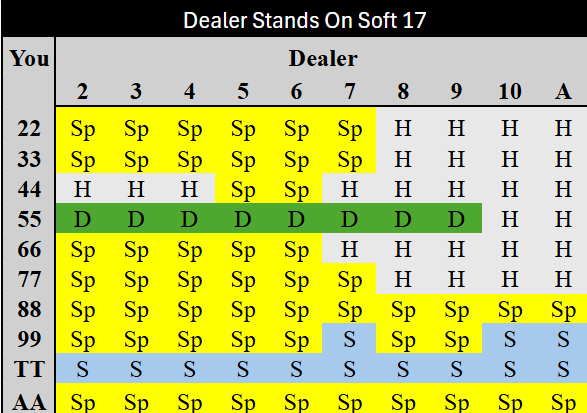 Dealer Stands On Soft 17
You Dealer
2 3 4 5 6 7 8 9 10 A
22 Sp Sp Sp Sp Sp Sp H H H H
33 Sp Sp Sp Sp Sp Sp H H H H
44 H H H Sp Sp H H H H H
55 D D D D D D D D H H
66 Sp Sp Sp Sp Sp H H H H H
77 Sp Sp Sp Sp Sp Sp H H H H
88 Sp Sp Sp Sp Sp Sp Sp Sp Sp Sp
99 Sp Sp Sp Sp Sp S Sp Sp S S
TT S S S S S S S S S S
AA Sp Sp Sp Sp Sp Sp Sp Sp Sp Sp